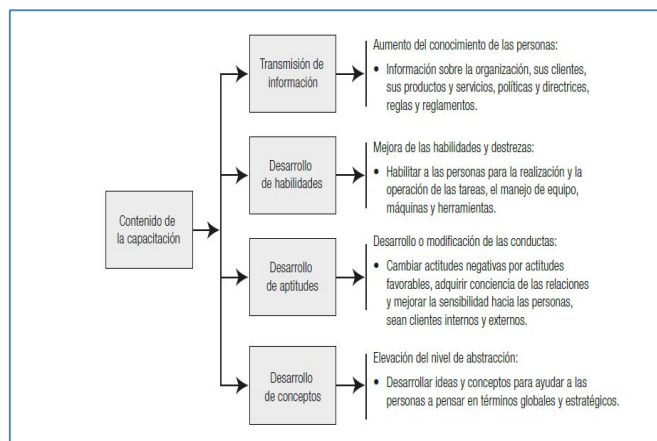 Transmisión de
información
Aumento del conocimiento de las personas:
• Información sobre la organización, sus clientes,
sus productos y servicios, políticas y directrices,
reglas y reglamentos.
Desarrollo
de habilidades
Mejora de las habilidades y destrezas:
• Habilitar a las personas para la realización y la
operación de las tareas, el manejo de equipo,
máquinas y herramientas.
Contenido de
la capacitación
Desarrollo
de aptitudes
Desarrollo o modificación de las conductas:
• Cambiar actitudes negativas por actitudes
favorables, adquirir conciencia de las relaciones
y mejorar la sensibilidad hacia las personas,
sean clientes internos y externos.
Desarrollo
de conceptos
Elevación del nivel de abstracción:
• Desarrollar ideas y conceptos para ayudar a las
personas a pensar en términos globales y estratégicos.